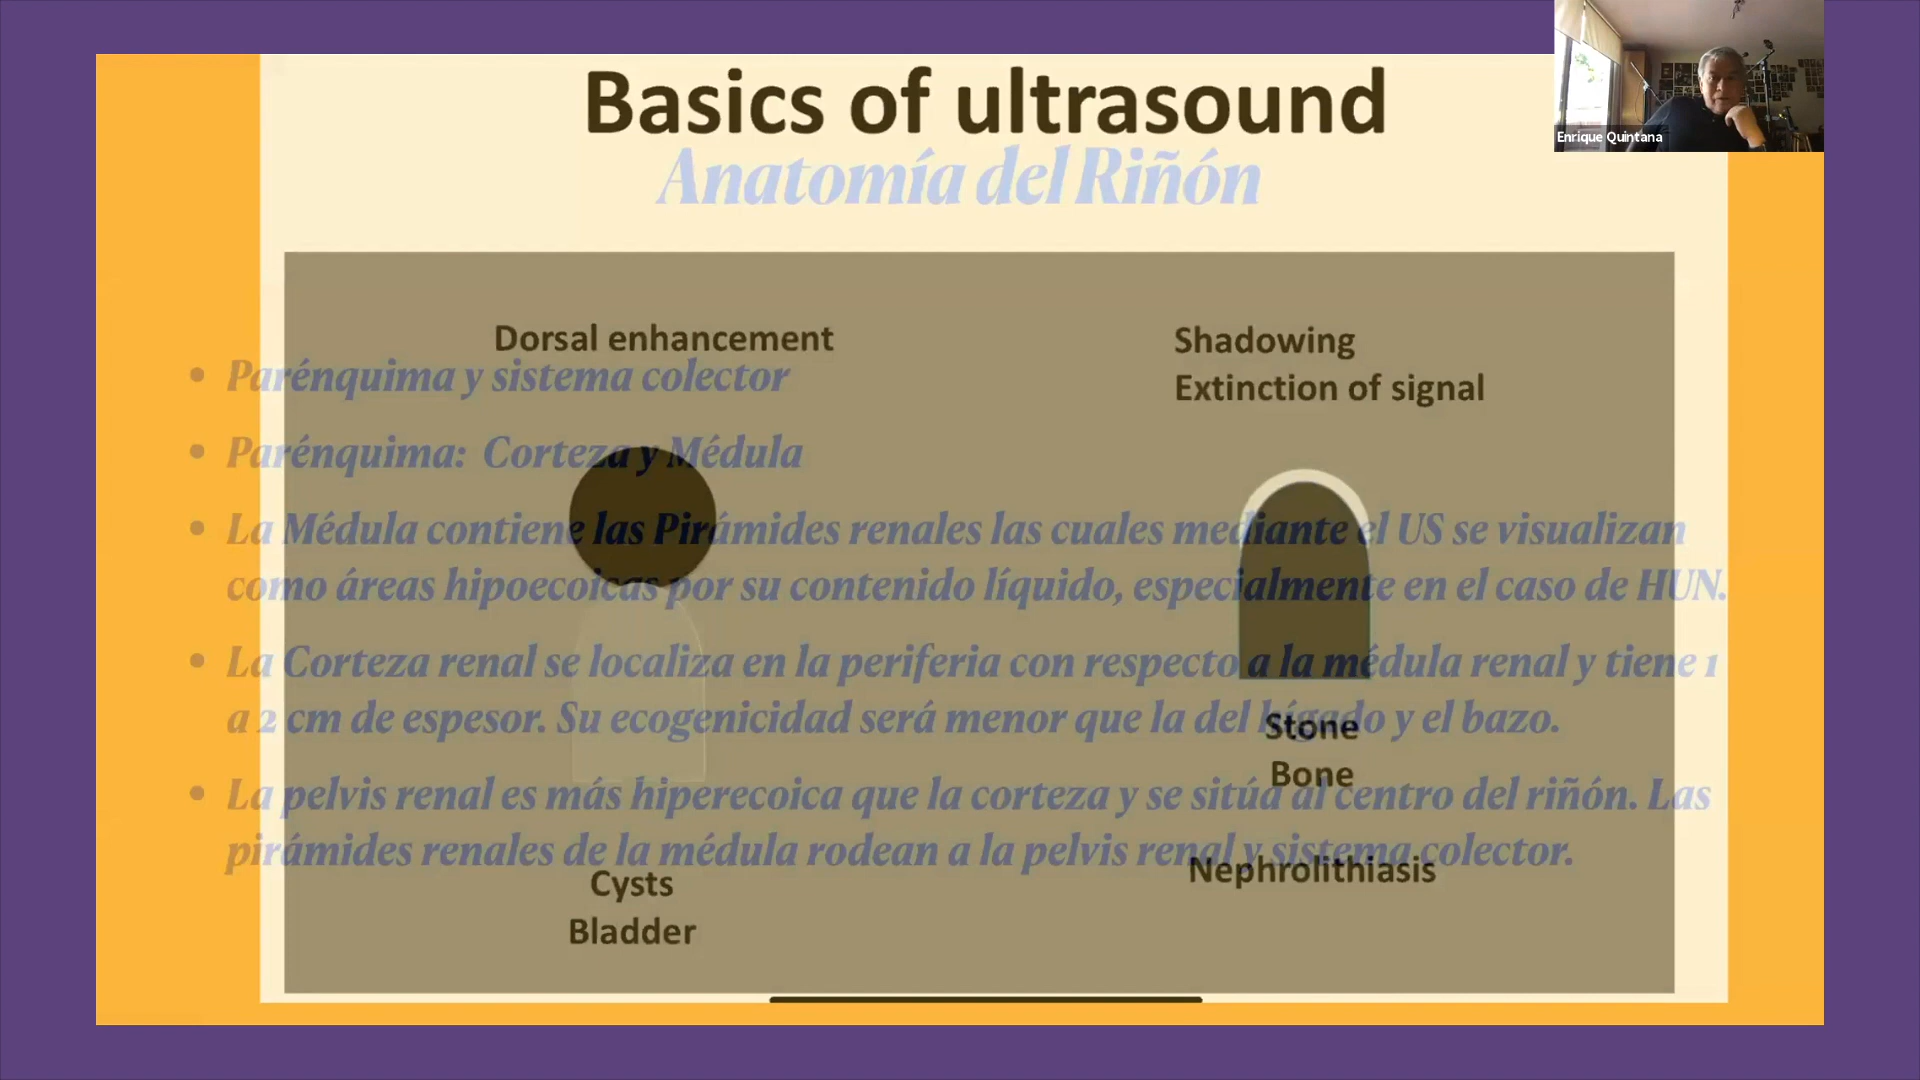 Basics of ultrasound
Anatomía del Riñón
Enrique Quintana
Dorsal enhancement
Shadowing
Extinction of signal
• Parénquima y sistema colector
• Parénquima: Corteza y Médula
• La Médula contiene las Pirámides renales las cuales mediante el US se visualizan
como áreas hipoecoicas por su contenido líquido, especialmente en el caso de HUN.
• La Corteza renal se localiza en la periferia con respecto a la médula renal y tiene 1
a 2 cm de espesor. Su ecogenicidad será menor que la del hígado y el bazo.
• La pelvis renal es más hiperecoica que la corteza y se sitúa al centro del riñón. Las
pirámides renales de la médula rodean a la pelvis renal y sistema colector.
Cysts
Bladder
Stone
Bone
Nephrolithiasis